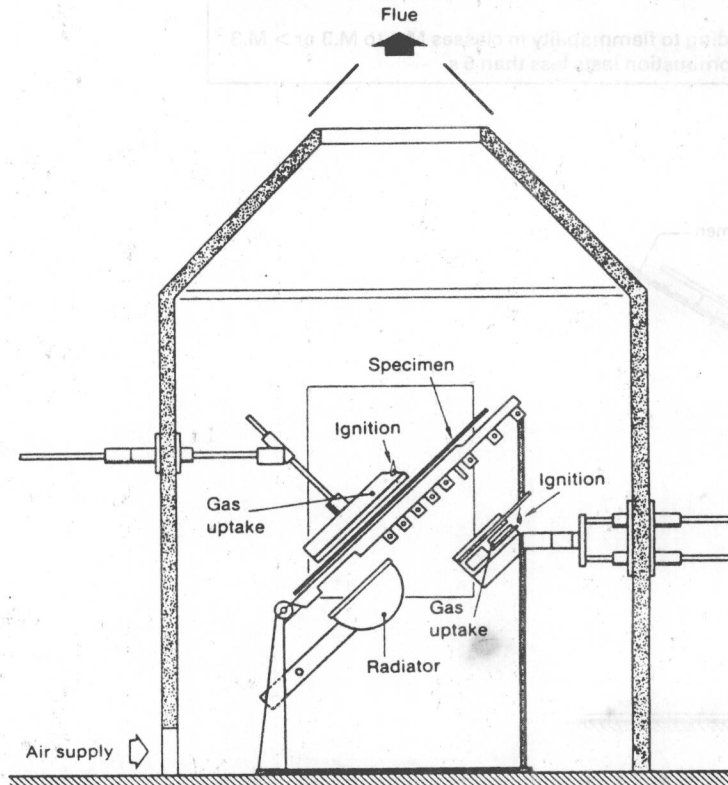 Flue
Specimen
Ignition
Gas
uptake
Ignition
Gas
uptake
Radiator
Air supply